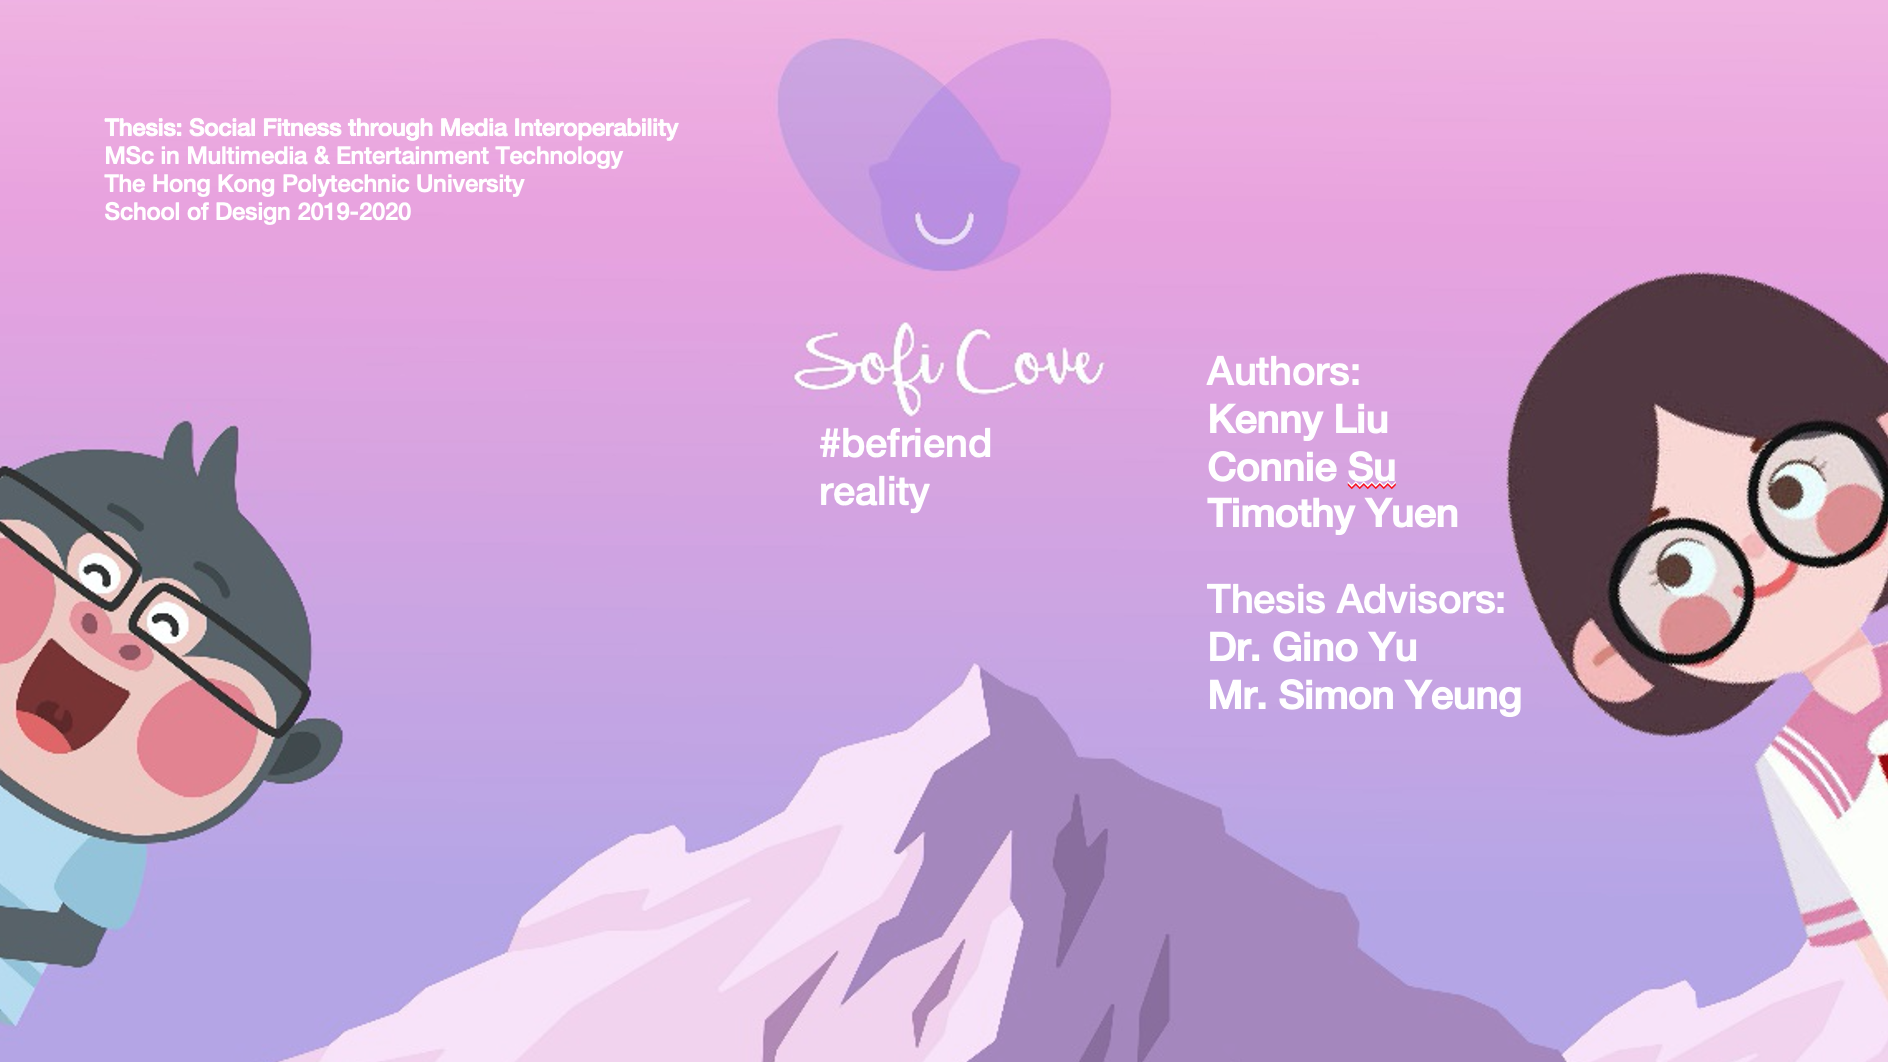 Thesis: Social Fitness through Media Interoperability
MSc in Multimedia & Entertainment Technology
The Hong Kong Polytechnic University
School of Design 2019-2020
Sofi Cove
#befriend
reality
Authors:
Kenny Liu
Connie Su
Timothy Yuen
Thesis Advisors:
Dr. Gino Yu
Mr. Simon Yeung